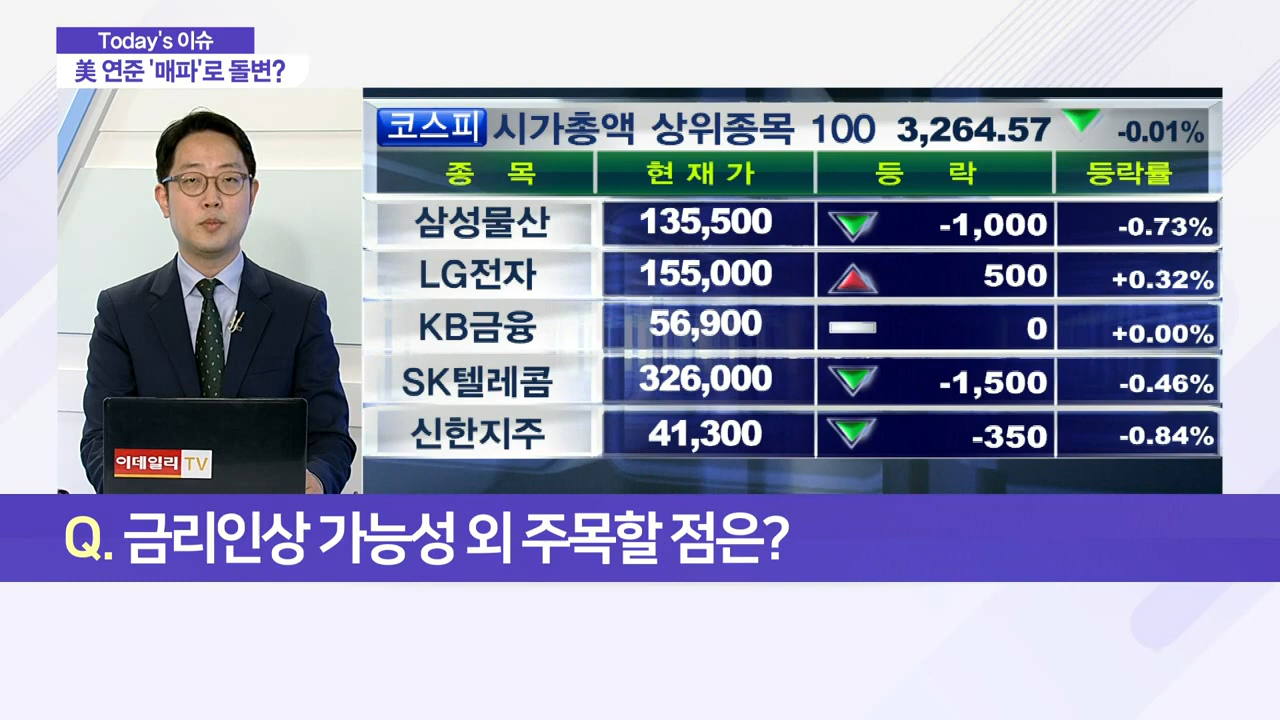 Today's 이슈
美 연준 '매파'로 돌변?
코스피 시가총액 상위종목 100 3,264.57 -0.01%
종 목 현 재 가 등 락 등락률
삼성물산 135,500 -1,000 -0.73%
LG전자 155,000 500 +0.32%
KB금융 56,900 0 +0.00%
SK텔레콤 326,000 -1,500 -0.46%
신한지주 41,300 -350 -0.84%
이데일리 TV
Q. 금리인상 가능성 외 주목할 점은?